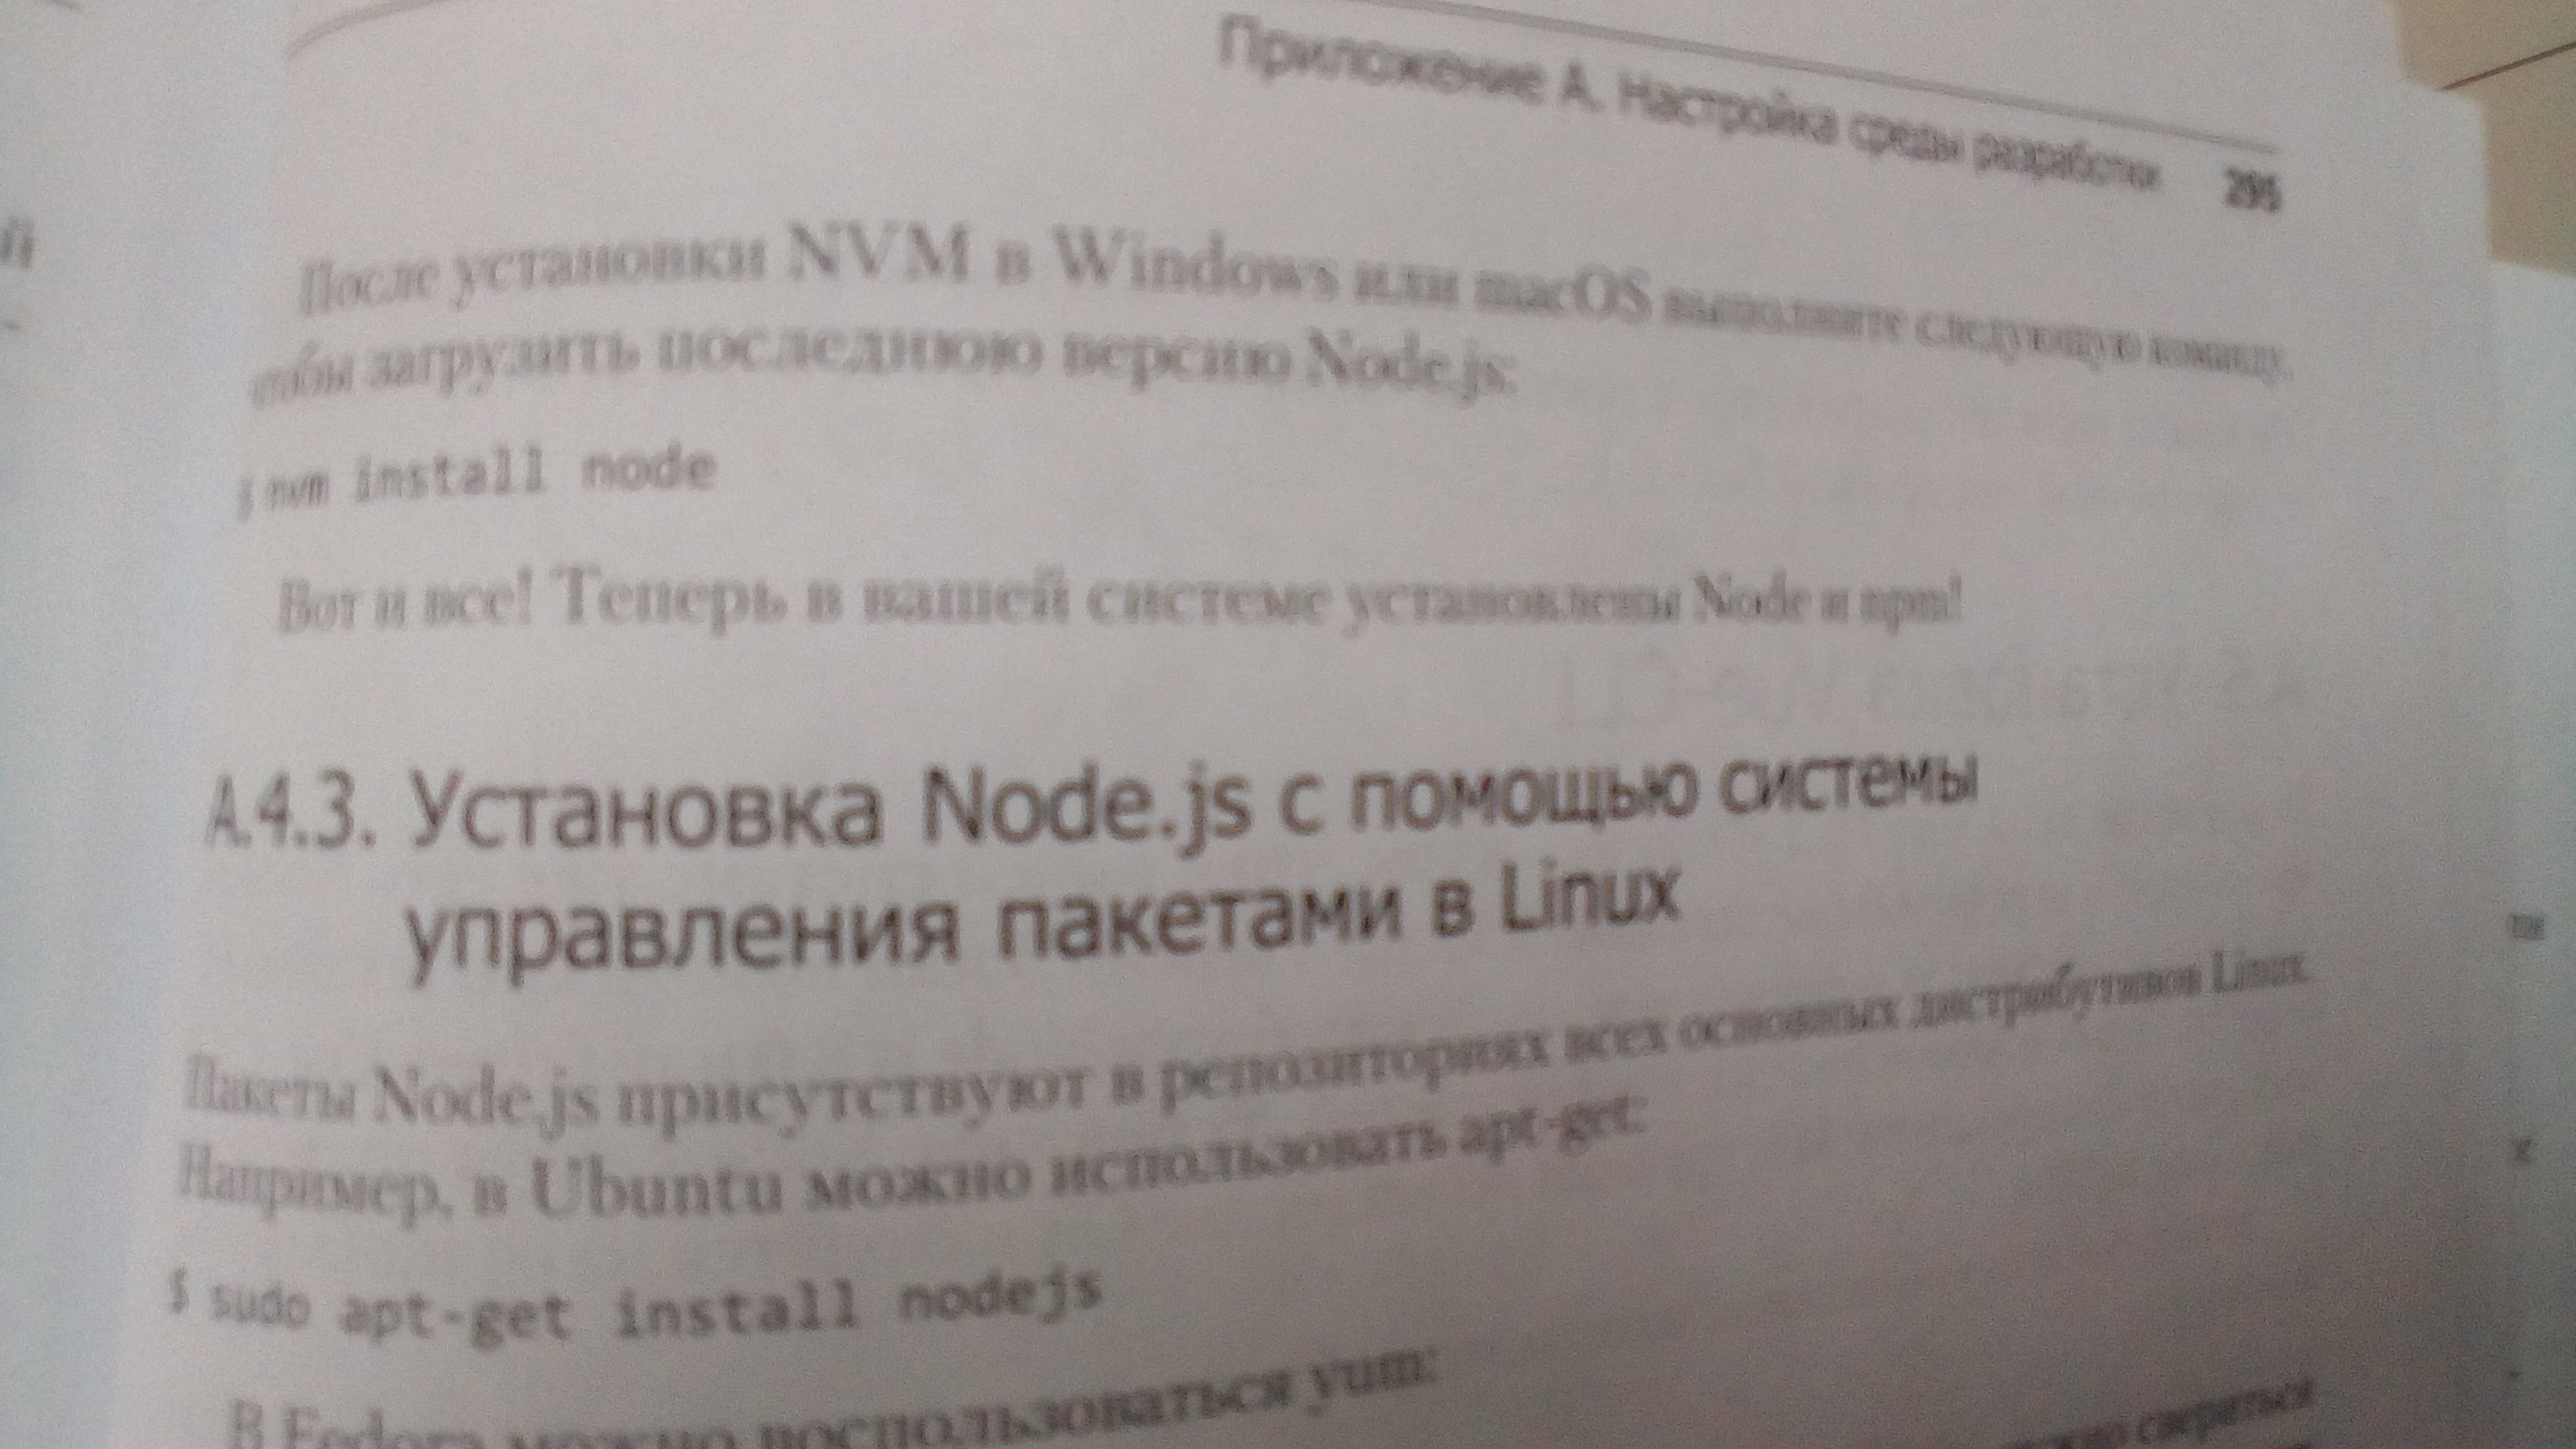 Приложение А. Настройка среды разработки 295
После установки NVM в Windows или macOS выполните следующую команду,
чтобы загрузить последнюю версию Node.js:
$ nvm install node
Вот и все! Теперь в вашей системе установлены Node и npm!
А.4.3. Установка Node.js с помощью системы
управления пакетами в Linux
Пакеты Node.js присутствуют в репозиториях всех основных дистрибутивов Linux.
Например, в Ubuntu можно использовать apt-get:
$ sudo apt-get install nodejs
В Fedora можно воспользоваться yum: